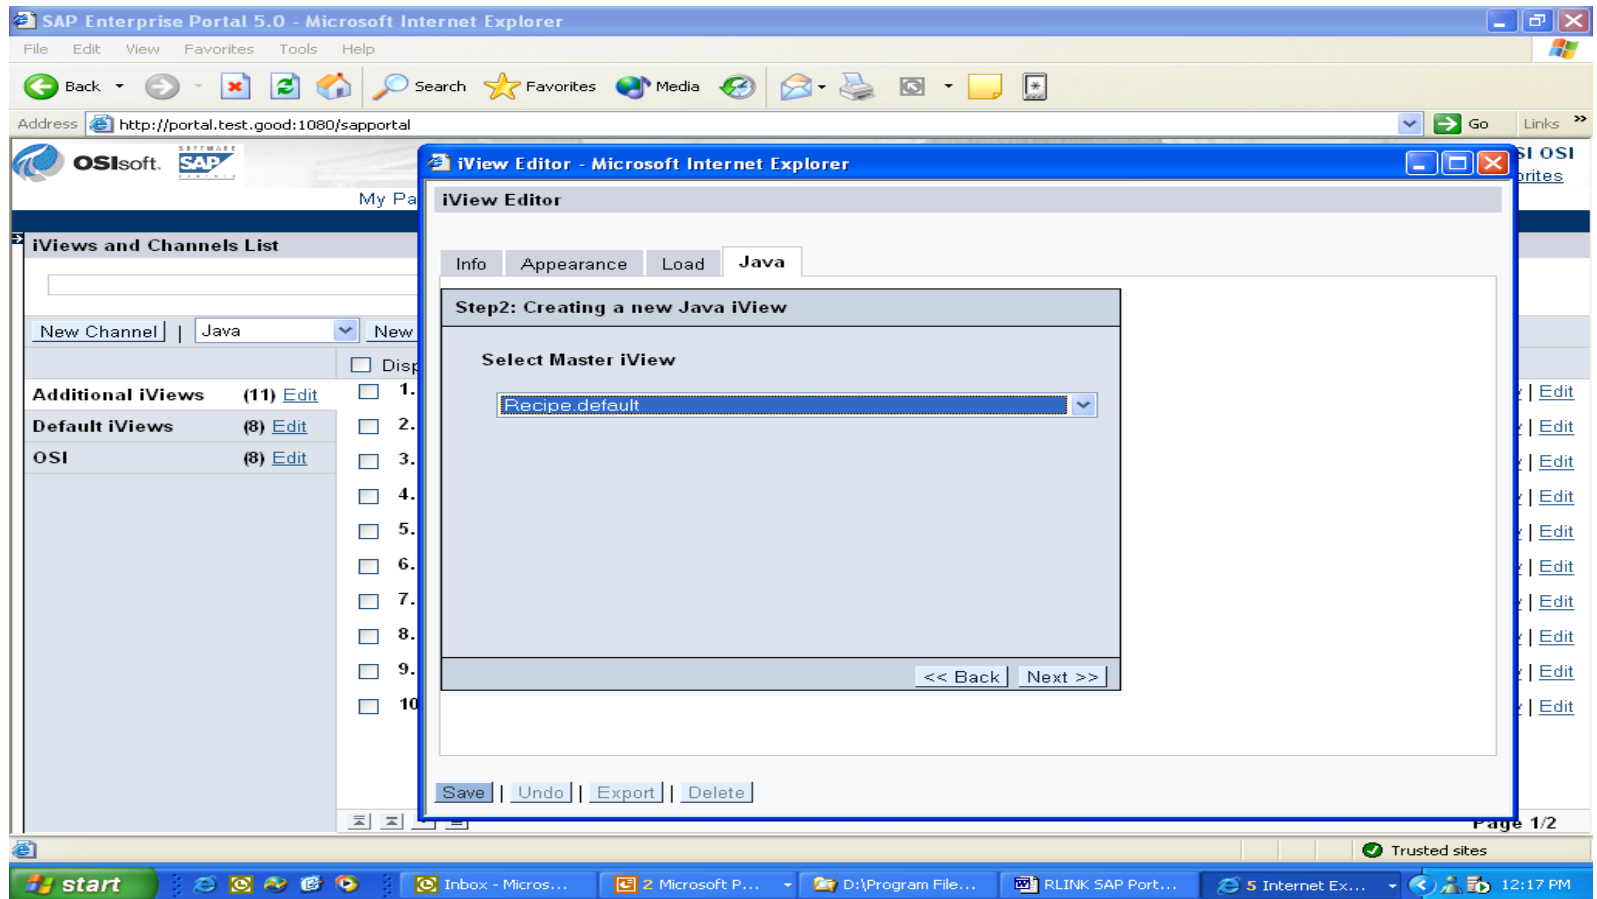 SAP Enterprise Portal 5.0 - Microsoft Internet Explorer
File Edit View Favorites Tools Help
Back Search Favorites Media
Address http://portal.test.good:1080/sapportal Go Links »
OSIsoft. SAP
SI OSI
My Pa
orites
iViews and Channels List
New Channel | Java New
Disp
Additional iViews (11) Edit
Default iViews (8) Edit
OSI (8) Edit
1. | Edit
2. | Edit
3. | Edit
4. | Edit
5. | Edit
6. | Edit
7. | Edit
8. | Edit
9. | Edit
10 | Edit
Page 1/2
iView Editor - Microsoft Internet Explorer
iView Editor
Info Appearance Load Java
Step2: Creating a new Java iView
Select Master iView
Recipe.default
<< Back Next >>
Save | Undo | Export | Delete
Trusted sites
start Inbox - Micros... 2 Microsoft P... D:\Program File... RLINK SAP Port... 5 Internet Ex... 12:17 PM